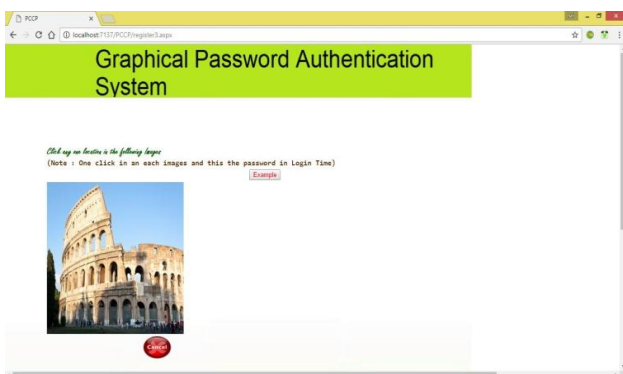 PCCP
localhost:7137/PCCP/register3.aspx
Graphical Password Authentication
System
Click any one location in the following Images
(Note : One click in an each images and this the password in Login Time)
Example
Cancel